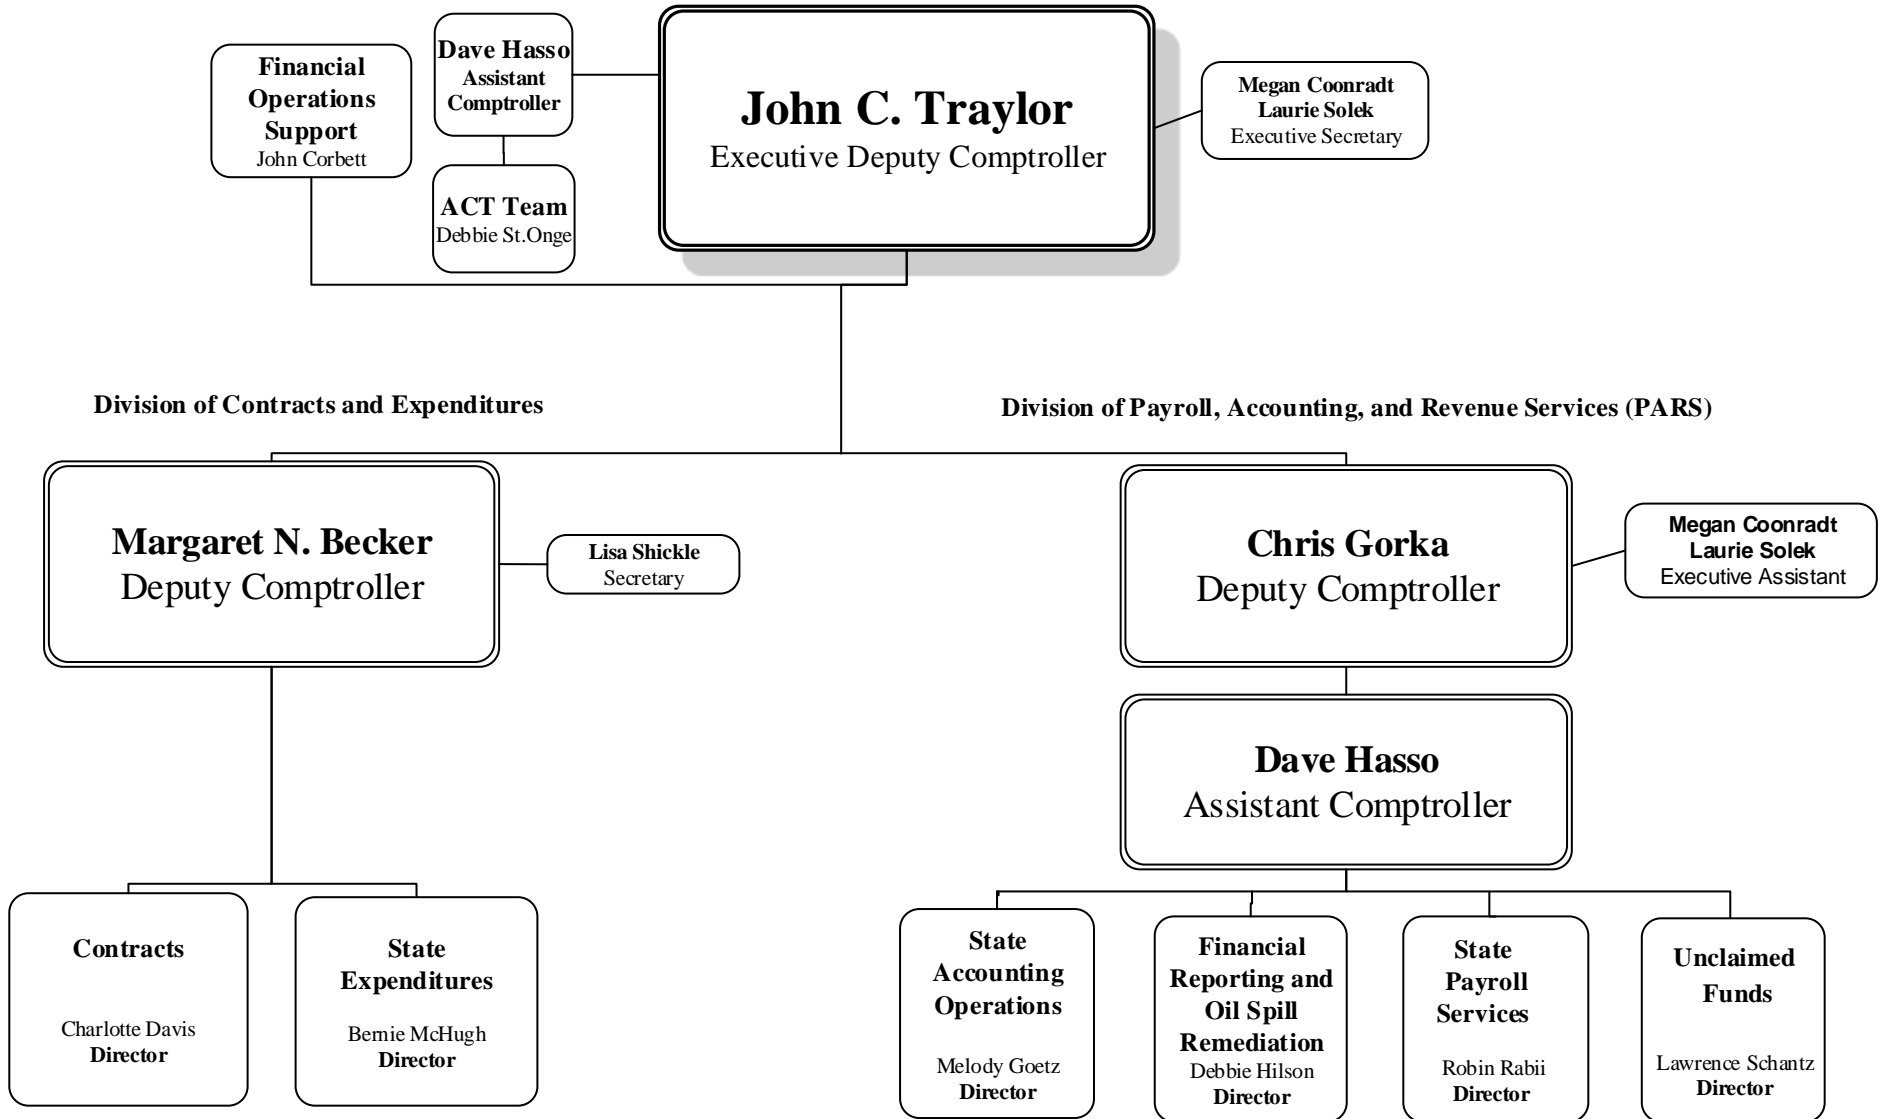 Financial
Operations
Support
John Corbett
Dave Hasso
Assistant
Comptroller
ACT Team
Debbie St.Onge
John C. Traylor
Executive Deputy Comptroller
Megan Coonradt
Laurie Solek
Executive Secretary
Division of Contracts and Expenditures
Division of Payroll, Accounting, and Revenue Services (PARS)
Margaret N. Becker
Deputy Comptroller
Lisa Shickle
Secretary
Chris Gorka
Deputy Comptroller
Megan Coonradt
Laurie Solek
Executive Assistant
Dave Hasso
Assistant Comptroller
Contracts
Charlotte Davis
Director
State
Expenditures
Bernie McHugh
Director
State
Accounting
Operations
Melody Goetz
Director
Financial
Reporting and
Oil Spill
Remediation
Debbie Hilson
Director
State
Payroll
Services
Robin Rabii
Director
Unclaimed
Funds
Lawrence Schantz
Director